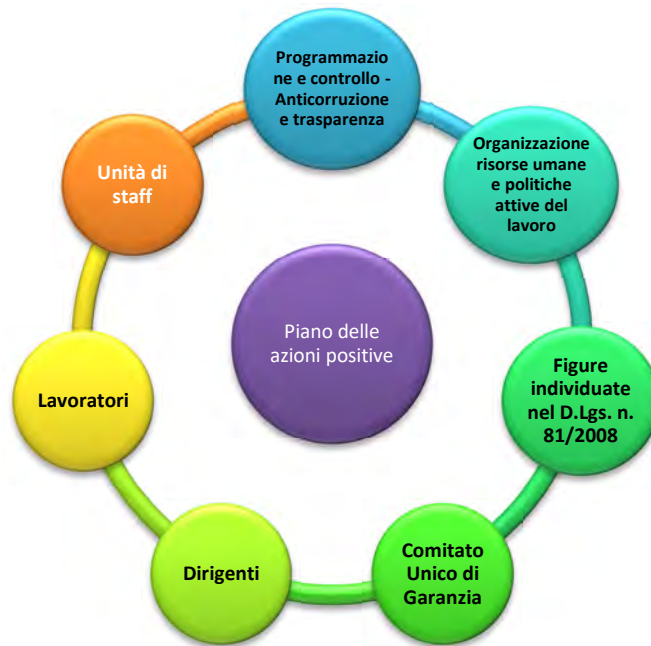 Programmazio
ne e controllo -
Anticorruzione
e trasparenza
Organizzazione
risorse umane
e politiche
attive del
lavoro
Figure
individuate
nel D.Lgs. n.
81/2008
Comitato
Unico di
Garanzia
Dirigenti
Lavoratori
Unità di
staff
Piano delle
azioni positive